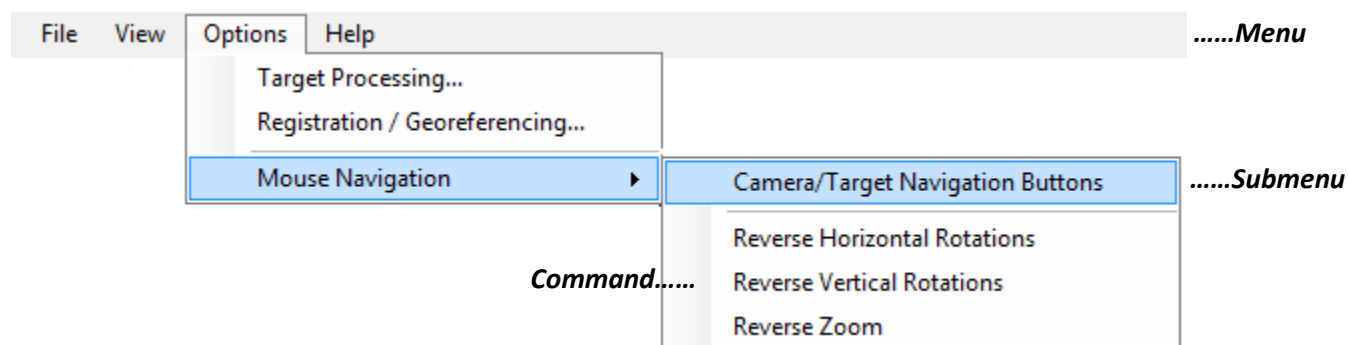 File View Options Help ......Menu
Target Processing...
Registration / Georeferencing...
Mouse Navigation
Camera/Target Navigation Buttons ......Submenu
Reverse Horizontal Rotations
Command...... Reverse Vertical Rotations
Reverse Zoom